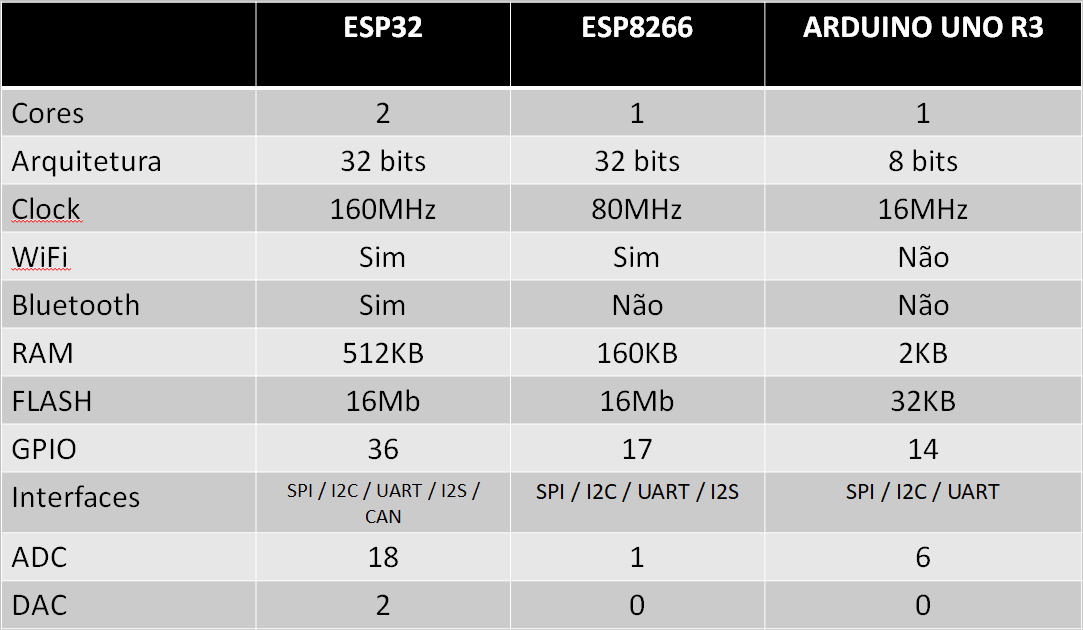 ESP32 ESP8266 ARDUINO UNO R3
Cores 2 1 1
Arquitetura 32 bits 32 bits 8 bits
Clock 160MHz 80MHz 16MHz
WiFi Sim Sim Não
Bluetooth Sim Não Não
RAM 512KB 160KB 2KB
FLASH 16Mb 16Mb 32KB
GPIO 36 17 14
Interfaces SPI / I2C / UART / I2S / SPI / I2C / UART / I2S SPI / I2C / UART
CAN
ADC 18 1 6
DAC 2 0 0